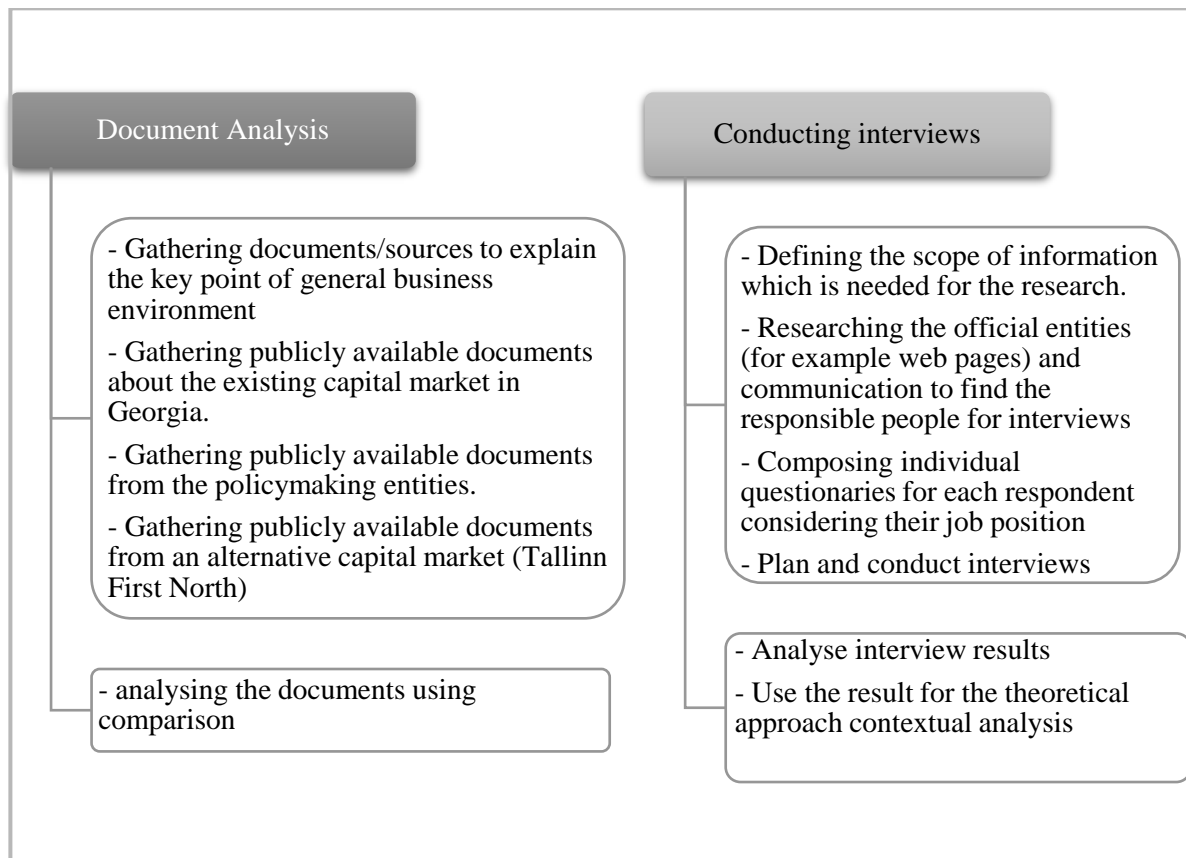 Document Analysis
- Gathering documents/sources to explain
the key point of general business
environment
- Gathering publicly available documents
about the existing capital market in
Georgia.
- Gathering publicly available documents
from the policymaking entities.
- Gathering publicly available documents
from an alternative capital market (Tallinn
First North)
- analysing the documents using
comparison
Conducting interviews
- Defining the scope of information
which is needed for the research.
- Researching the official entities
(for example web pages) and
communication to find the
responsible people for interviews
- Composing individual
questionaries for each respondent
considering their job position
- Plan and conduct interviews
- Analyse interview results
- Use the result for the theoretical
approach contextual analysis